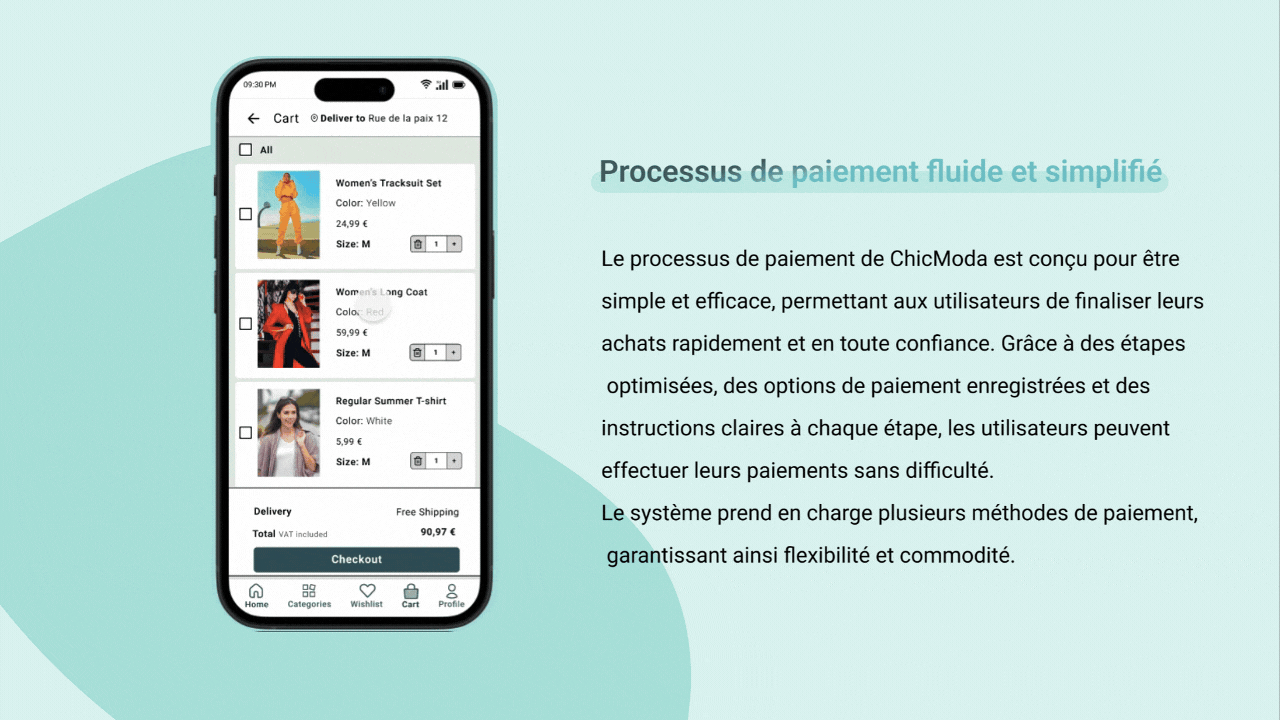 09:30 PM
Cart
Deliver to Rue de la paix 12
All
Women's Tracksuit Set
Color: Yellow
24,99 €
Size: M
1 +
Women's Long Coat
Color: Red
59,99 €
Size: M
1 +
Regular Summer T-shirt
Color: White
5,99 €
Size: M
1 +
Delivery Free Shipping
Total VAT included 90,97 €
Checkout
Home Categories Wishlist Cart Profile
Processus de paiement fluide et simplifié
Le processus de paiement de ChicModa est conçu pour être
simple et efficace, permettant aux utilisateurs de finaliser leurs
achats rapidement et en toute confiance. Grâce à des étapes
optimisées, des options de paiement enregistrées et des
instructions claires à chaque étape, les utilisateurs peuvent
effectuer leurs paiements sans difficulté.
Le système prend en charge plusieurs méthodes de paiement,
garantissant ainsi flexibilité et commodité.